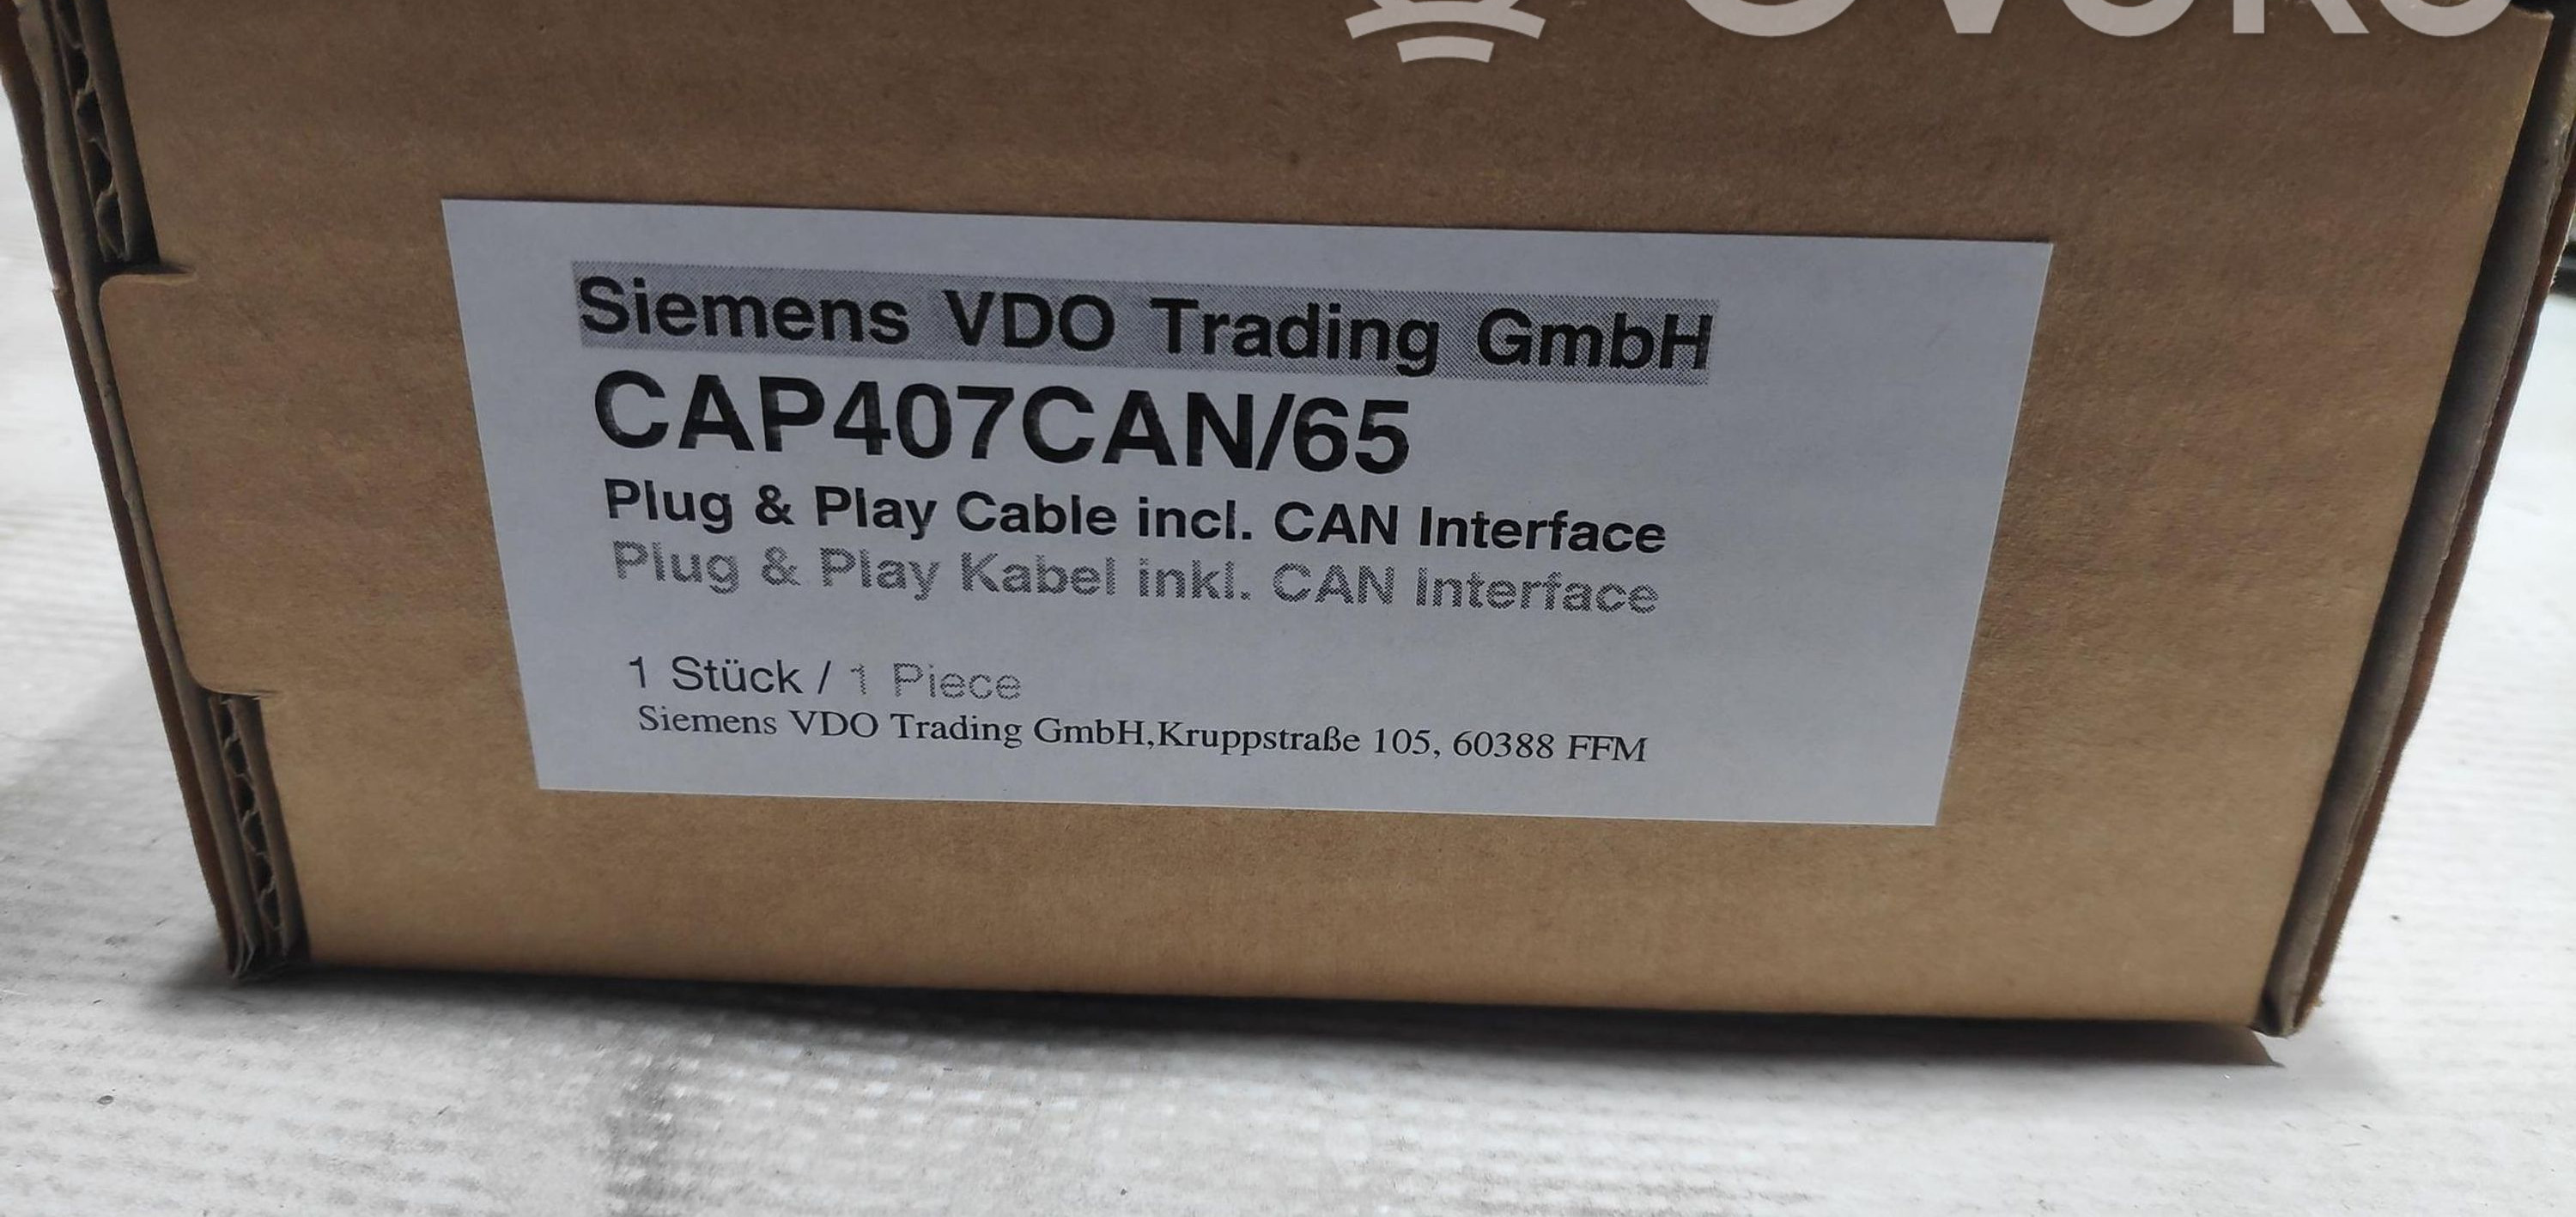 Siemens VDO Trading GmbH
CAP407CAN/65
Plug & Play Cable incl. CAN Interface
Plug & Play Kabel inkl. CAN Interface
1 Stück / 1 Piece
Siemens VDO Trading GmbH,Kruppstraße 105, 60388 FFM